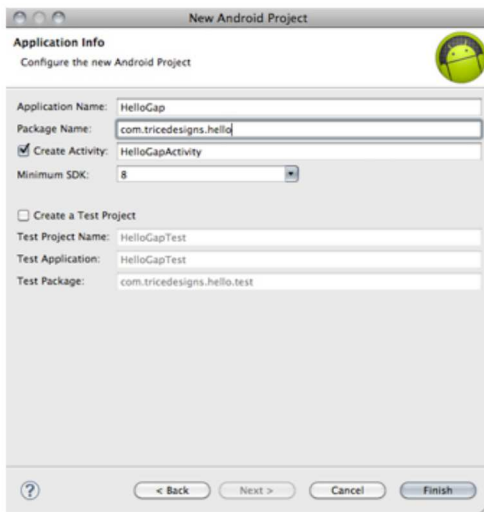 New Android Project
Application Info
Configure the new Android Project
Application Name: HelloGap
Package Name: com.tricedesigns.hello
Create Activity: HelloGapActivity
Minimum SDK: 8
Create a Test Project
Test Project Name: HelloGapTest
Test Application: HelloGapTest
Test Package: com.tricedesigns.hello.test
? < Back Next > Cancel Finish